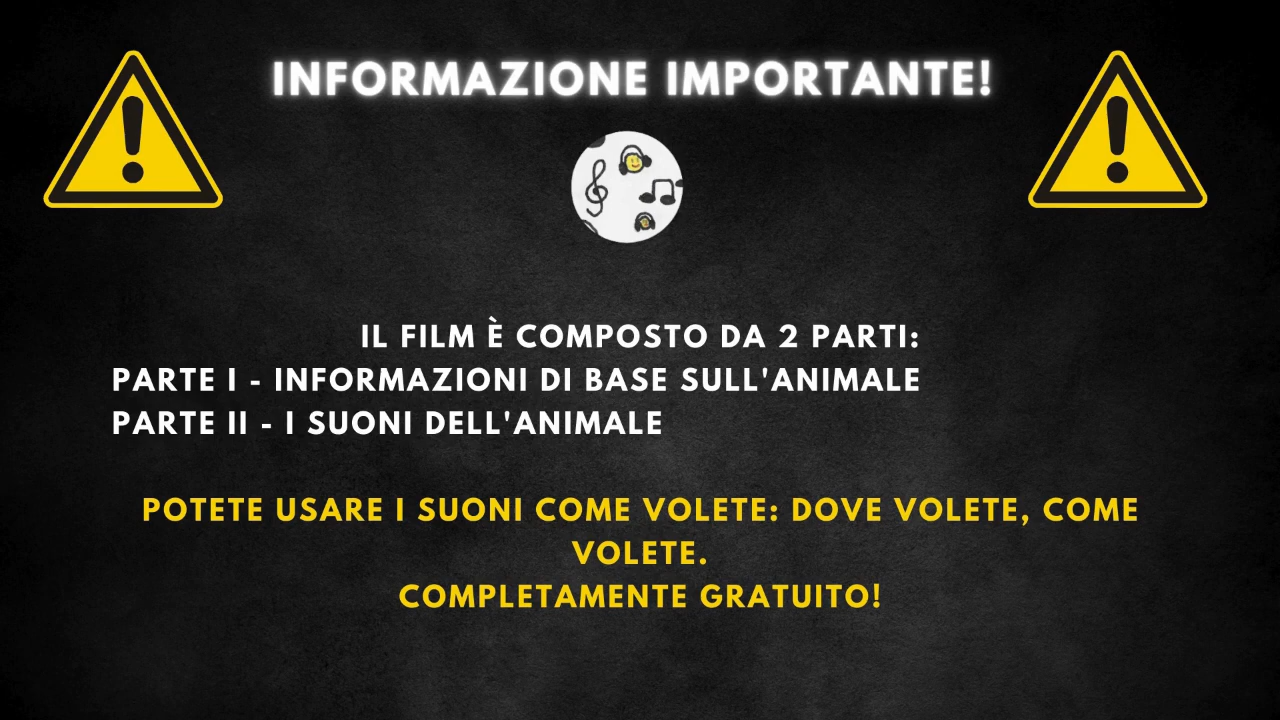 INFORMAZIONE IMPORTANTE!
IL FILM È COMPOSTO DA 2 PARTI:
PARTE I - INFORMAZIONI DI BASE SULL'ANIMALE
PARTE II - I SUONI DELL'ANIMALE
POTETE USARE I SUONI COME VOLETE: DOVE VOLETE, COME
VOLETE.
COMPLETAMENTE GRATUITO!